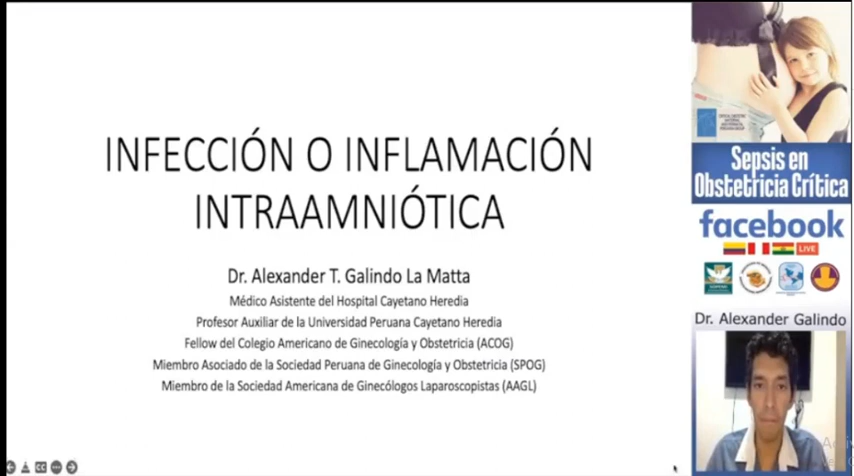 INFECCIÓN O INFLAMACIÓN
INTRAAMNIÓTICA
Dr. Alexander T. Galindo La Matta
Médico Asistente del Hospital Cayetano Heredia
Profesor Auxiliar de la Universidad Peruana Cayetano Heredia
Fellow del Colegio Americano de Ginecología y Obstetricia (ACOG)
Miembro Asociado de la Sociedad Peruana de Ginecología y Obstetricia (SPOG)
Miembro de la Sociedad Americana de Ginecólogos Laparoscopistas (AAGL)
Sepsis en
Obstetricia Crítica
facebook
LIVE
Dr. Alexander Galindo